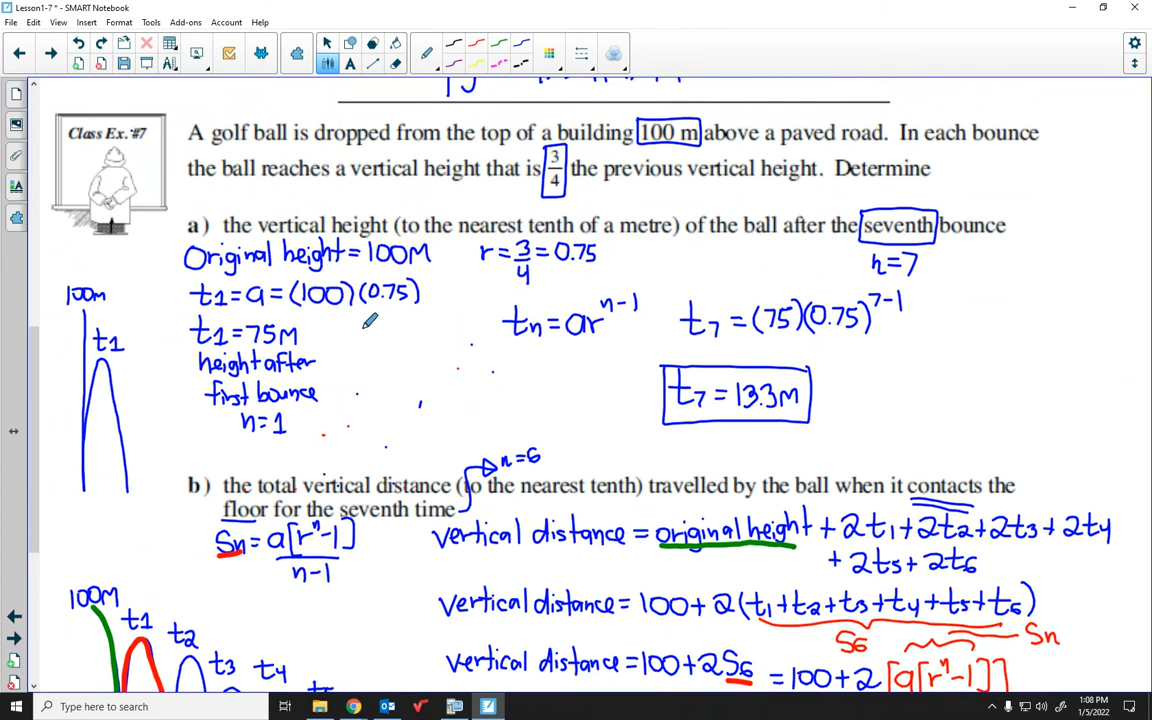 Lesson1-7 * - SMART Notebook
File Edit View Insert Format Tools Add-ons Account Help
Class Ex. #7
A golf ball is dropped from the top of a building 100 m above a paved road. In each bounce
the ball reaches a vertical height that is 3/4 the previous vertical height. Determine
a) the vertical height (to the nearest tenth of a metre) of the ball after the seventh bounce
Original height = 100M r = 3/4 = 0.75 n=7
t1 = a = (100)(0.75)
tn = ar^n-1 t7 = (75)(0.75)^7-1
100m
t1
t1 = 75M
height after
first bounce
n=1
t7 = 13.3M
n=6
b) the total vertical distance (to the nearest tenth) travelled by the ball when it contacts the
floor for the seventh time
Sn = a[r^n-1]/n-1
vertical distance = original height + 2t1 + 2t2 + 2t3 + 2t4
+ 2t5 + 2t6
vertical distance = 100 + 2(t1+t2+t3+t4+t5+t6)
S6 Sn
vertical distance = 100+2S6 = 100+2[a[r^n-1]]
100M
t1
t2
t3 t4
Type here to search
1:08 PM
1/5/2022